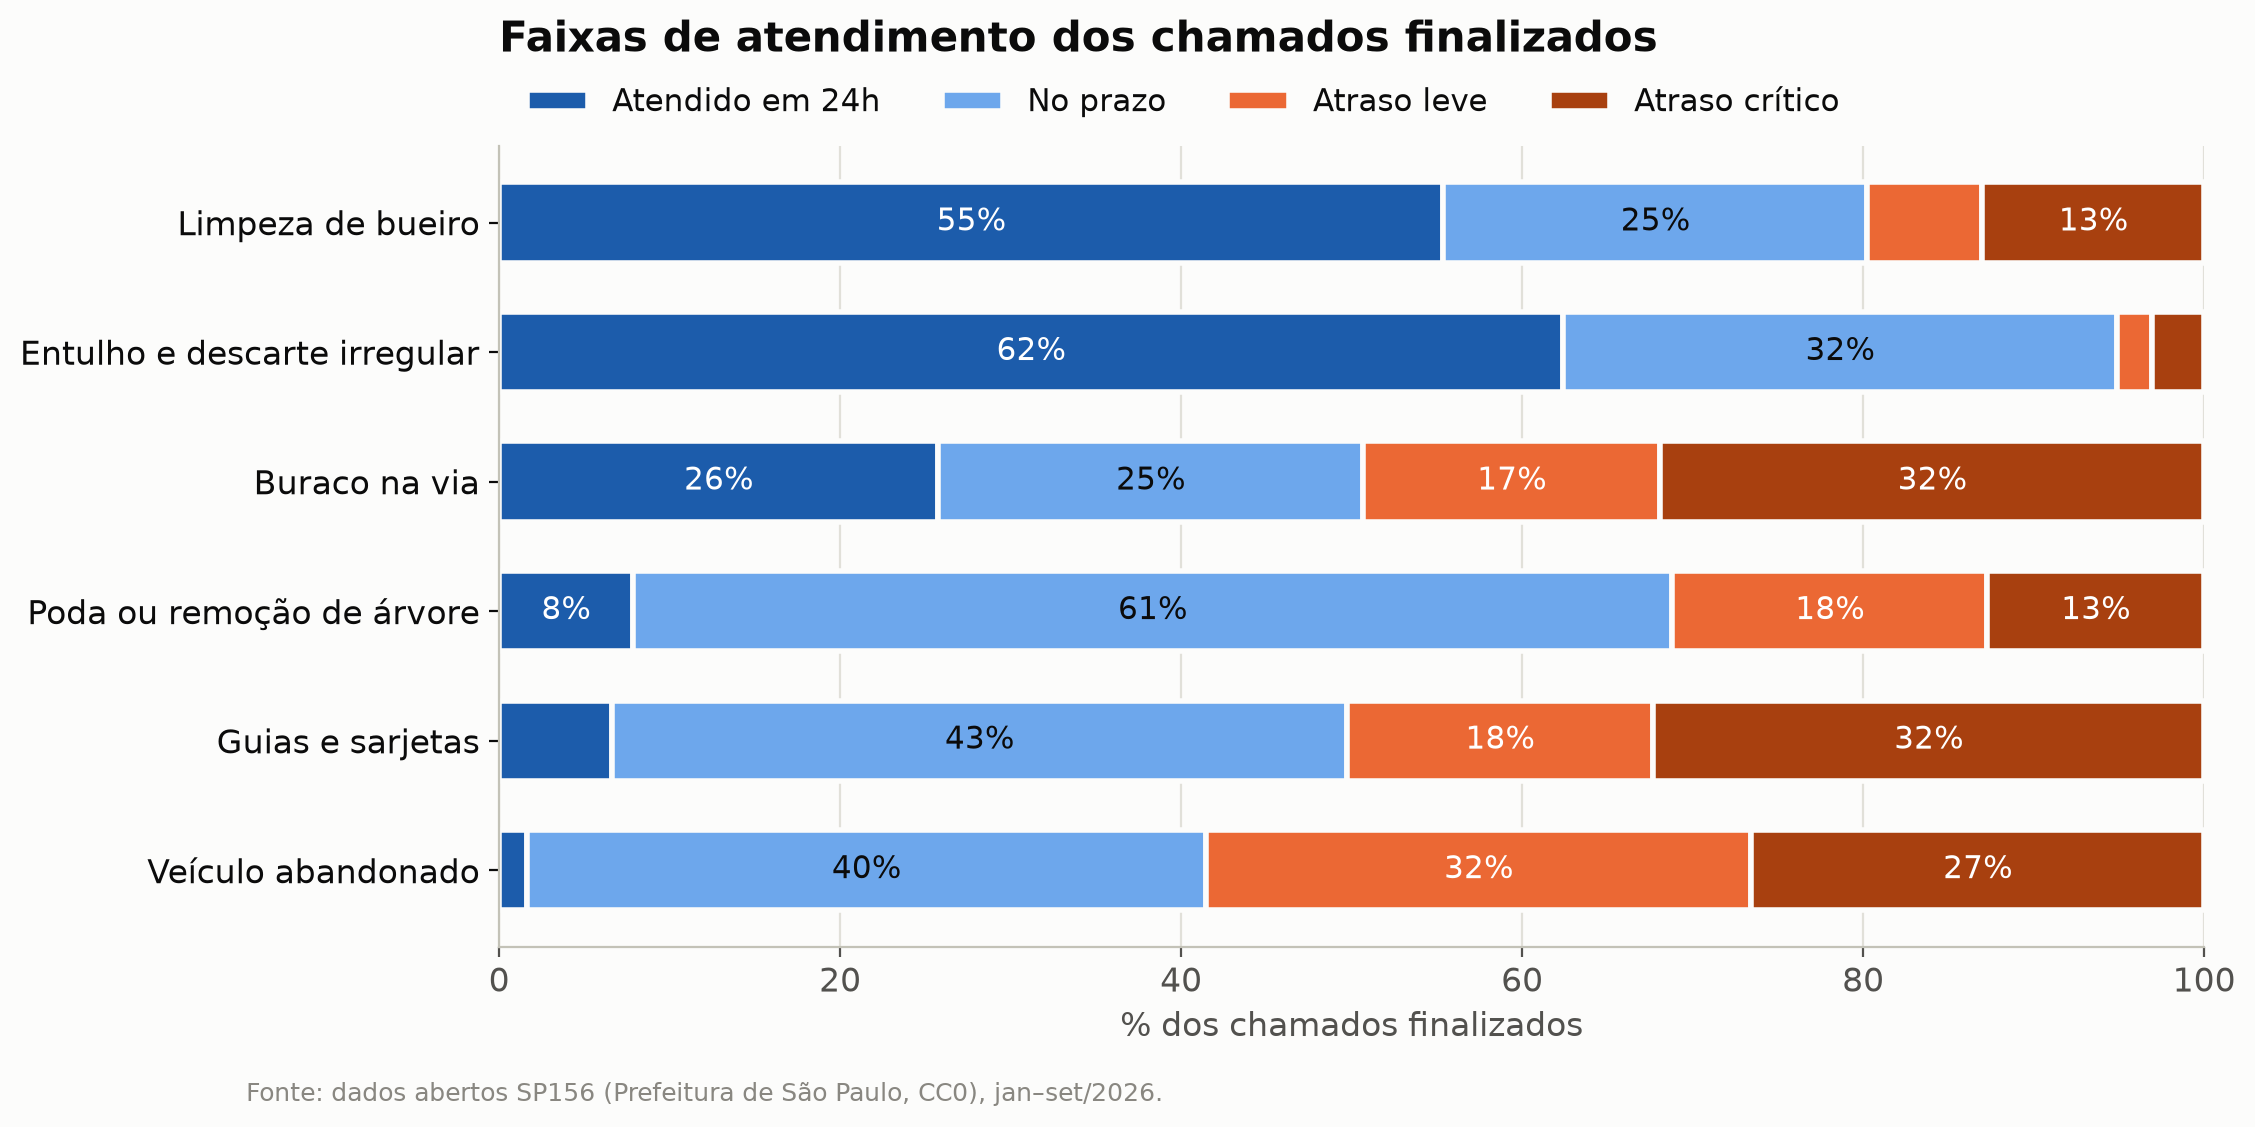 Faixas de atendimento dos chamados finalizados
Atendido em 24h No prazo Atraso leve Atraso crítico
Limpeza de bueiro 55% 25% 13%
Entulho e descarte irregular 62% 32%
Buraco na via 26% 25% 17% 32%
Poda ou remoção de árvore 8% 61% 18% 13%
Guias e sarjetas 43% 18% 32%
Veículo abandonado 40% 32% 27%
0 20 40 60 80 100
% dos chamados finalizados
Fonte: dados abertos SP156 (Prefeitura de São Paulo, CC0), jan–set/2026.